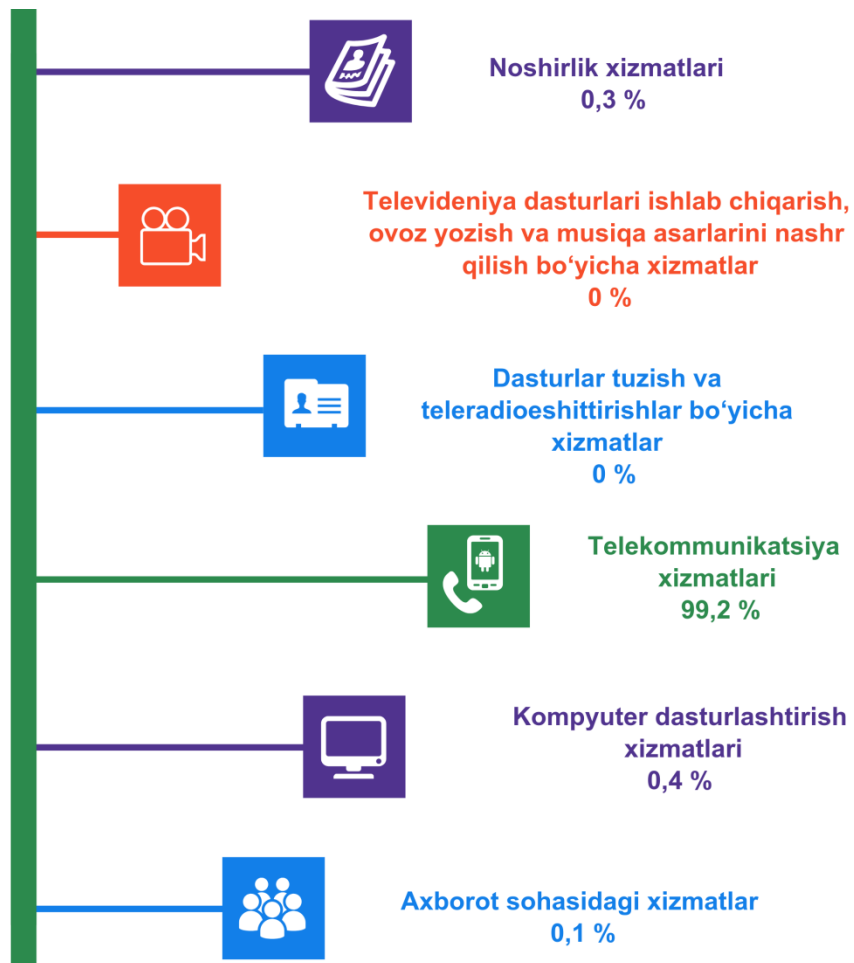 Noshirlik xizmatlari
0,3 %
Televideniya dasturlari ishlab chiqarish,
ovoz yozish va musiqa asarlarini nashr
qilish bo‘yicha xizmatlar
0 %
Dasturlar tuzish va
teleradioeshittirishlar bo‘yicha
xizmatlar
0 %
Telekommunikatsiya
xizmatlari
99,2 %
Kompyuter dasturlashtirish
xizmatlari
0,4 %
Axborot sohasidagi xizmatlar
0,1 %